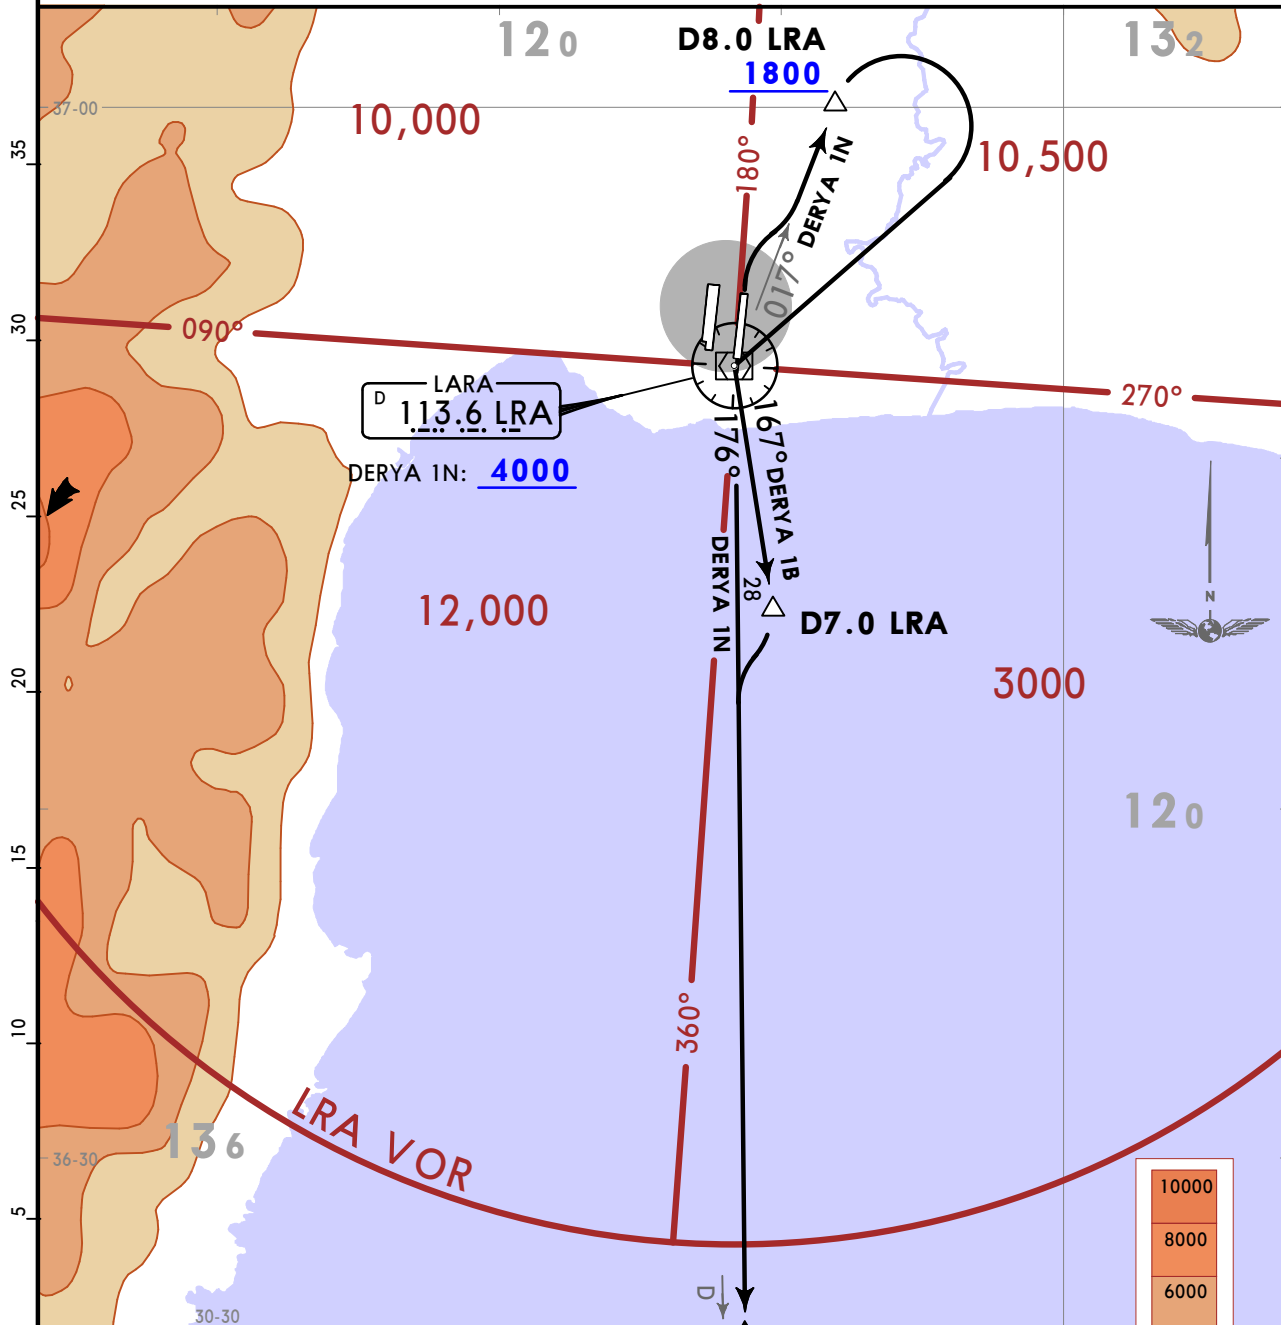 D8.0 LRA
1800
120
132
37-00
10,000
10,500
35
180°
DERYA 1N
017°
30
090°
270°
LARA
D 113.6 LRA
DERYA 1N: 4000
176°
167°
DERYA 1B
DERYA 1N
28
25
12,000
D7.0 LRA
N
3000
20
120
15
360°
10
LRA VOR
136
36-30
5
D
30-30
10000
8000
6000